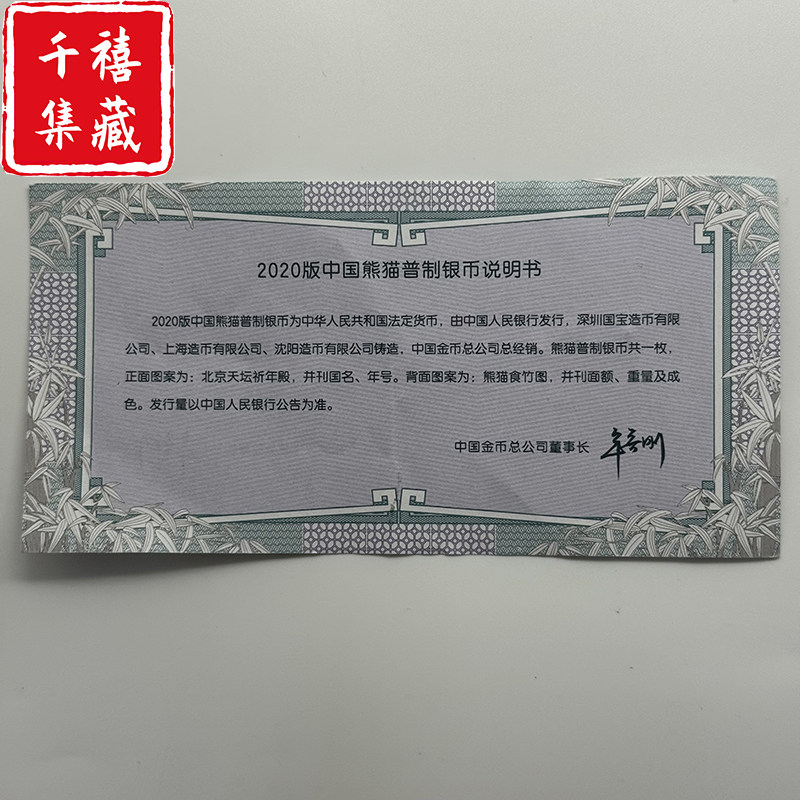 千禧
集藏
2020版中国熊猫普制银币说明书
2020版中国熊猫普制银币为中华人民共和国法定货币，由中国人民银行发行，深圳国宝造币有限
公司、上海造币有限公司、沈阳造币有限公司铸造，中国金币总公司总经销。熊猫普制银币共一枚，
正面图案为：北京天坛祈年殿，并刊国名、年号。背面图案为：熊猫食竹图，并刊面额、重量及成
色。发行量以中国人民银行公告为准。
中国金币总公司董事长